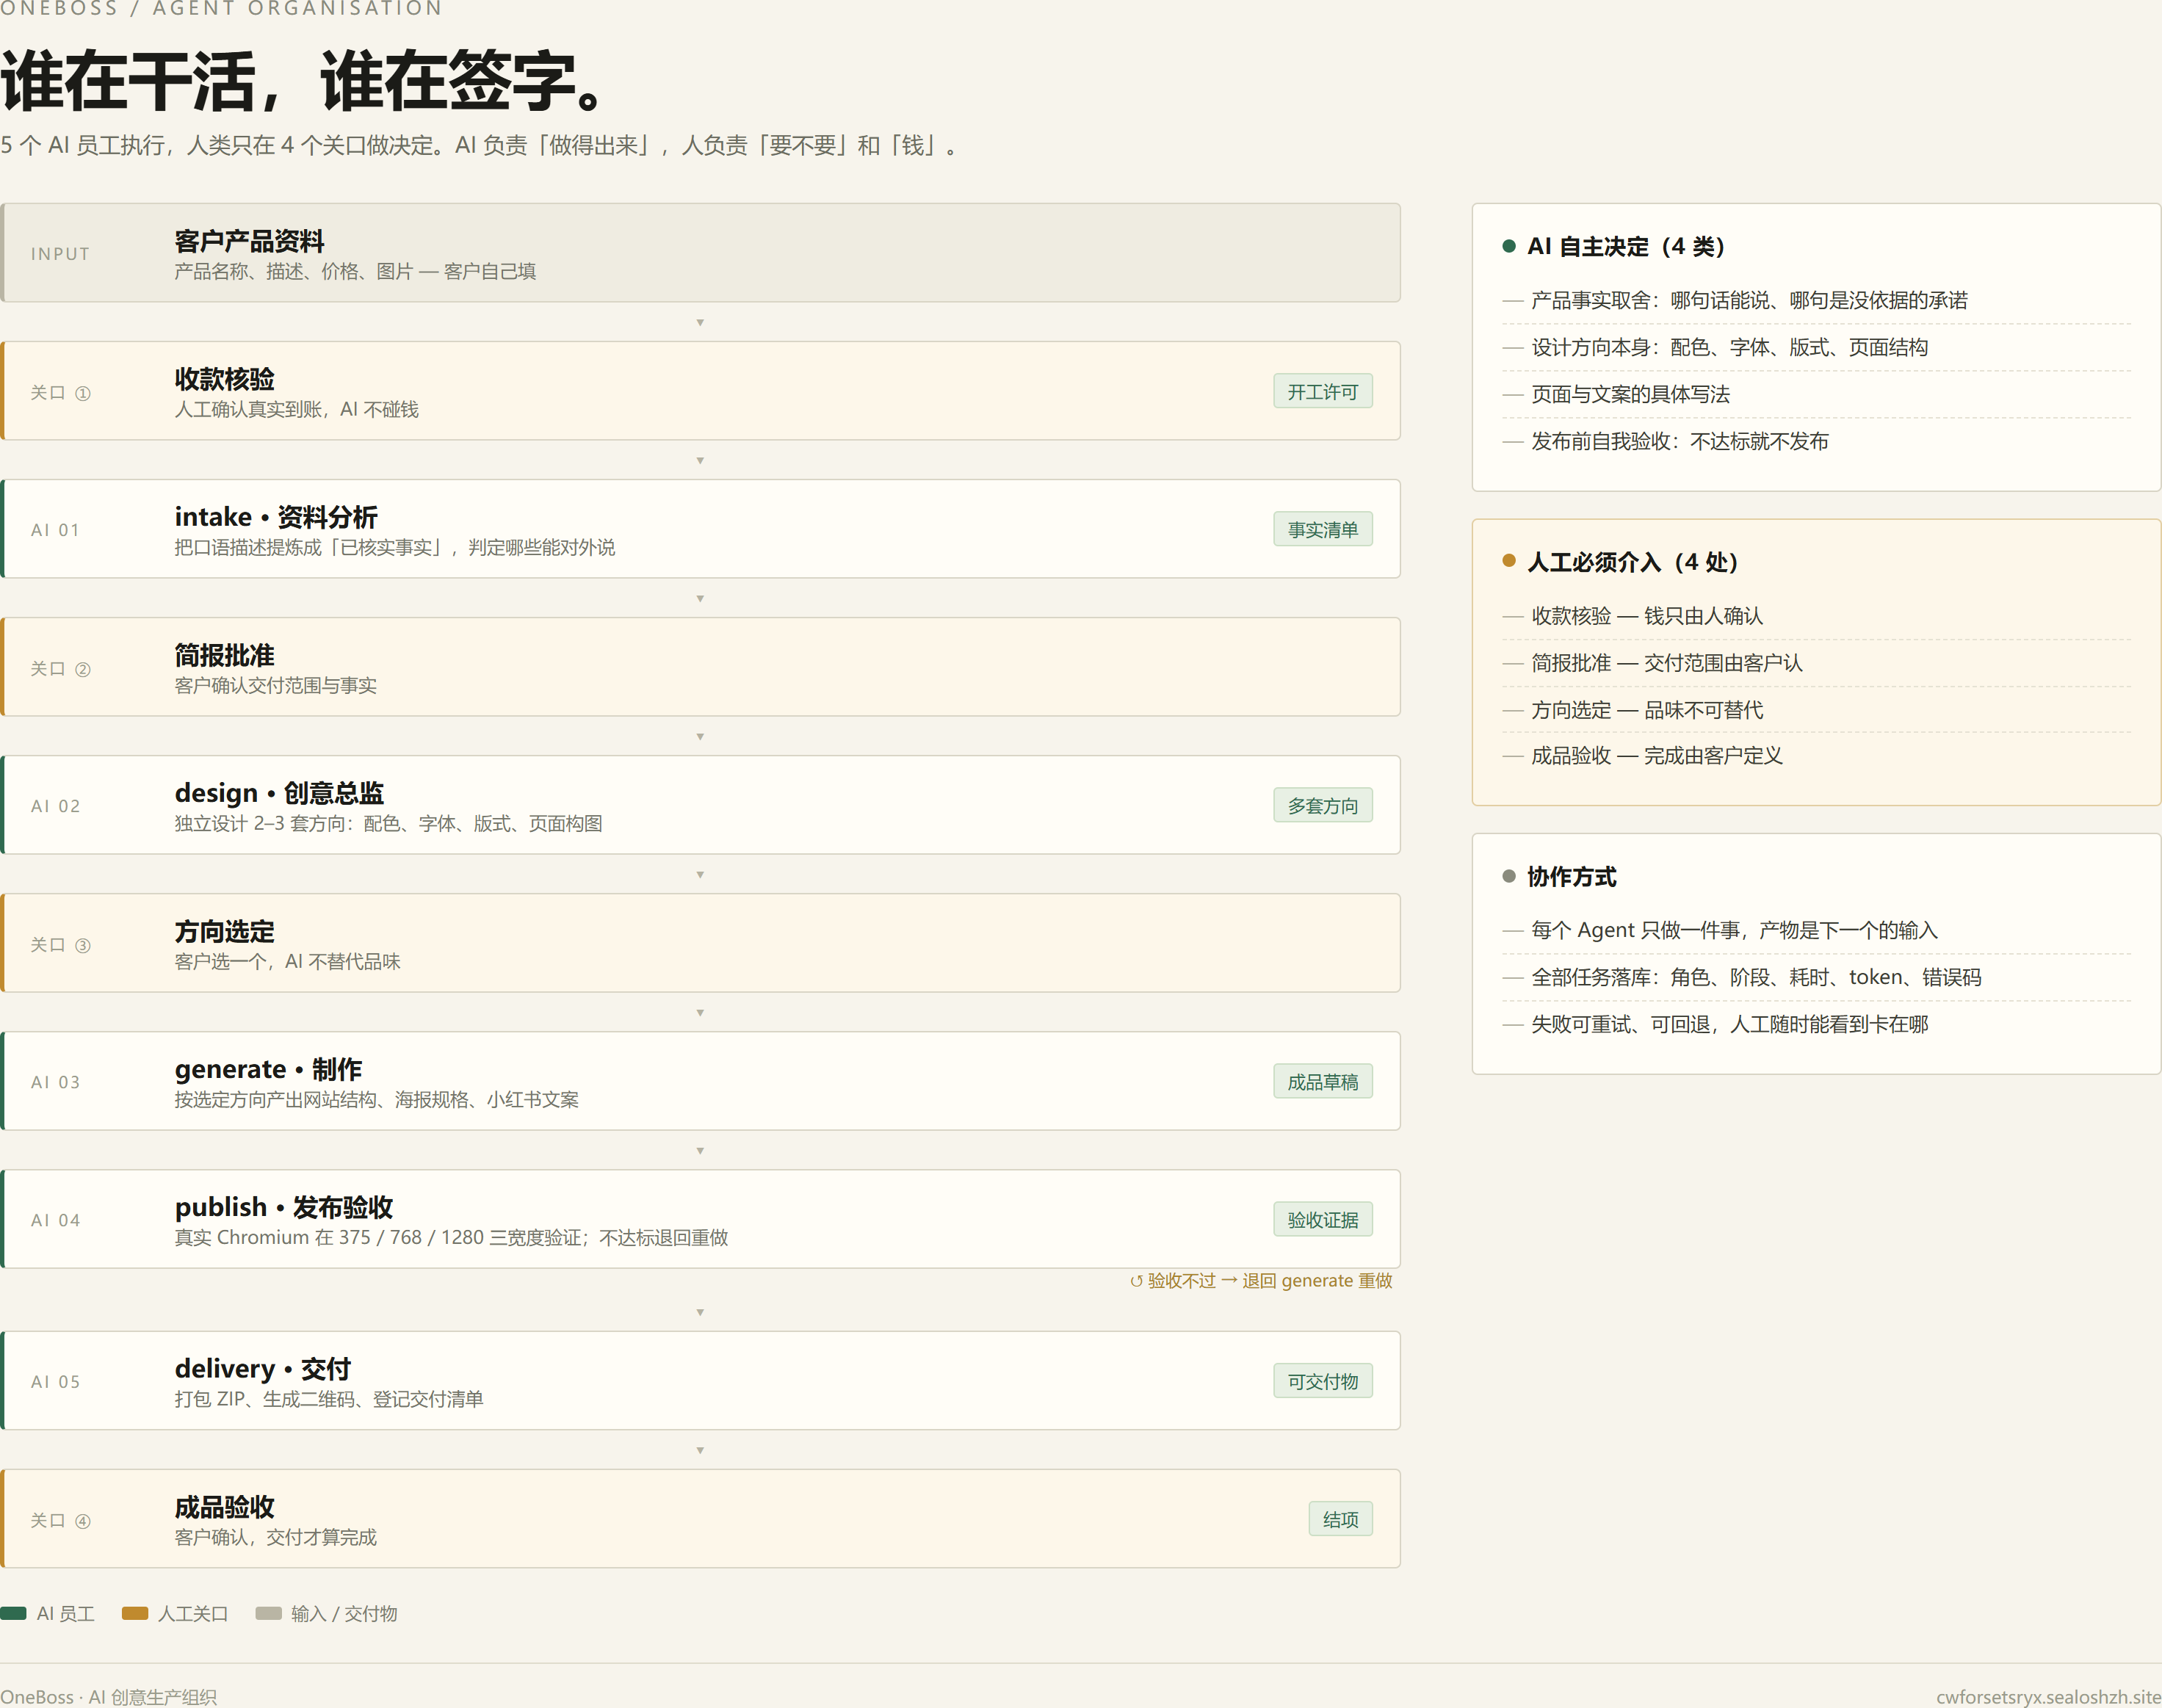 ONEBOSS / AGENT ORGANISATION
谁在干活，谁在签字。
5 个 AI 员工执行，人类只在 4 个关口做决定。AI 负责「做得出来」，人负责「要不要」和「钱」。
INPUT
客户产品资料
产品名称、描述、价格、图片 — 客户自己填
▼
关口 ①
收款核验
人工确认真实到账，AI 不碰钱
开工许可
▼
AI 01
intake · 资料分析
把口语描述提炼成「已核实事实」，判定哪些能对外说
事实清单
▼
关口 ②
简报批准
客户确认交付范围与事实
▼
AI 02
design · 创意总监
独立设计 2–3 套方向：配色、字体、版式、页面构图
多套方向
▼
关口 ③
方向选定
客户选一个，AI 不替代品味
▼
AI 03
generate · 制作
按选定方向产出网站结构、海报规格、小红书文案
成品草稿
▼
AI 04
publish · 发布验收
真实 Chromium 在 375 / 768 / 1280 三宽度验证；不达标退回重做
验收证据
↺ 验收不过 → 退回 generate 重做
▼
AI 05
delivery · 交付
打包 ZIP、生成二维码、登记交付清单
可交付物
▼
关口 ④
成品验收
客户确认，交付才算完成
结项
AI 员工
人工关口
输入 / 交付物
AI 自主决定（4 类）
— 产品事实取舍：哪句话能说、哪句是没依据的承诺
— 设计方向本身：配色、字体、版式、页面结构
— 页面与文案的具体写法
— 发布前自我验收：不达标就不发布
人工必须介入（4 处）
— 收款核验 — 钱只由人确认
— 简报批准 — 交付范围由客户认
— 方向选定 — 品味不可替代
— 成品验收 — 完成由客户定义
协作方式
— 每个 Agent 只做一件事，产物是下一个的输入
— 全部任务落库：角色、阶段、耗时、token、错误码
— 失败可重试、可回退，人工随时能看到卡在哪
OneBoss · AI 创意生产组织
cwforsetsryx.sealoshzh.site